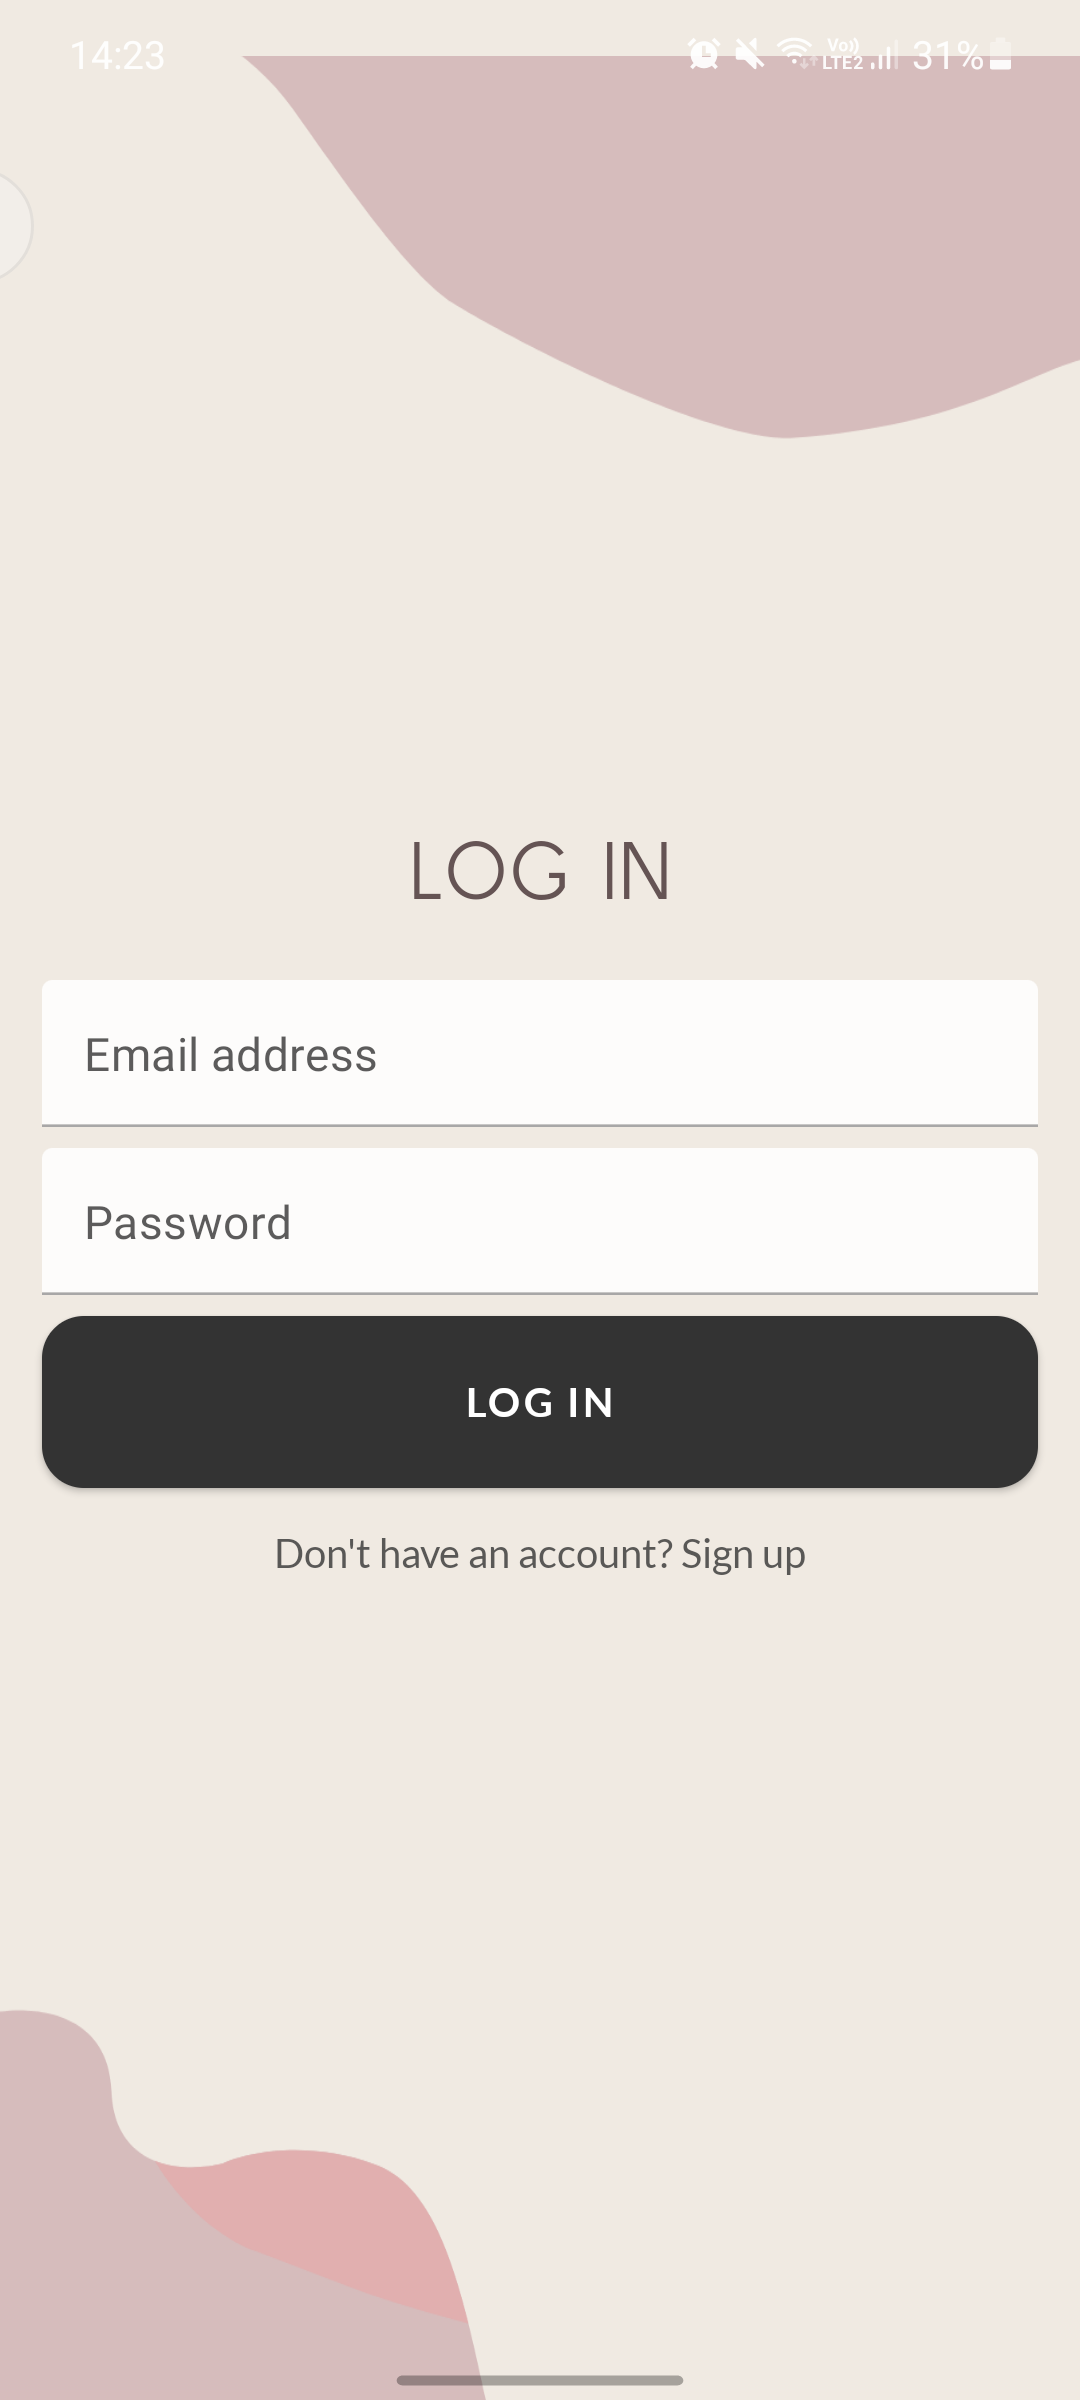 14:23 Vo)) LTE2 31%
LOG IN
Email address
Password
LOG IN
Don't have an account? Sign up